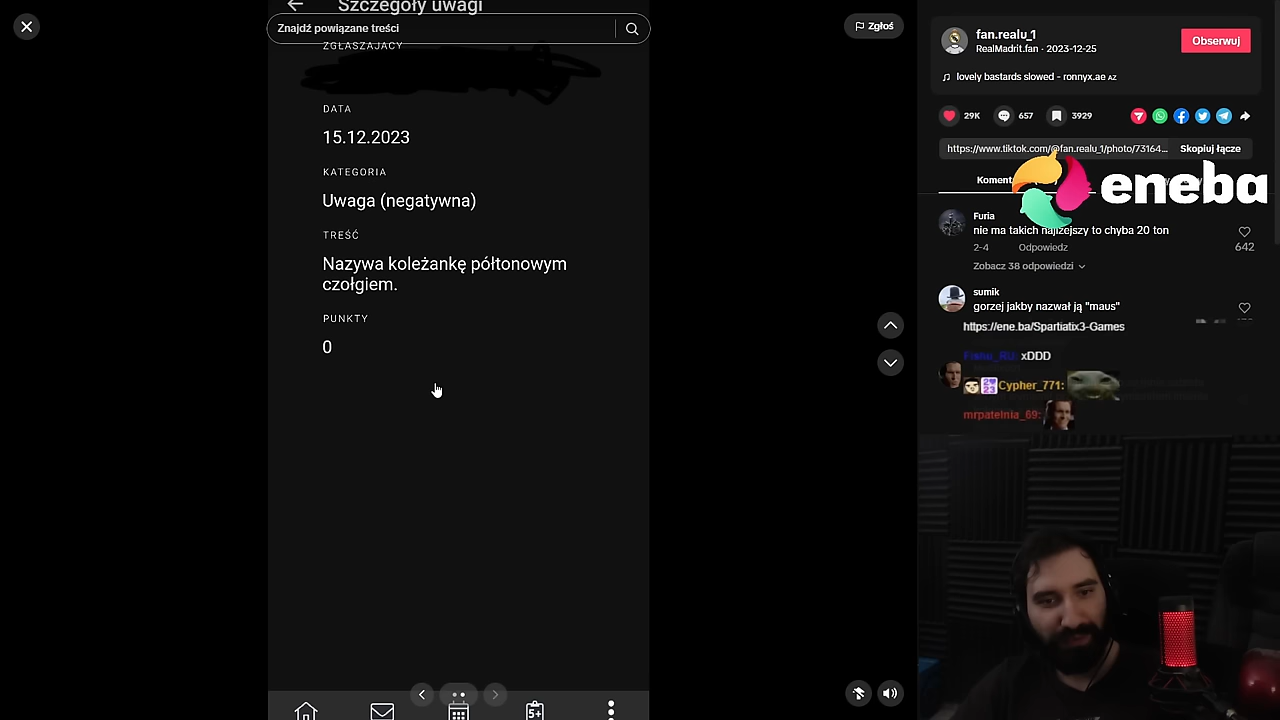 Szczegóły uwagi
Znajdź powiązane treści
ZGŁASZAJĄCY
DATA
15.12.2023
KATEGORIA
Uwaga (negatywna)
TREŚĆ
Nazywa koleżankę półtonowym
czołgiem.
PUNKTY
0
5+
Zgłoś
fan.realu_1
RealMadrit.fan · 2023-12-25
Obserwuj
lovely bastards slowed - ronnyx.ae AZ
29K
657
3929
https://www.tiktok.com/@fan.realu_1/photo/73164...
Skopiuj łącze
eneba
Furia
nie ma takich najlżejszy to chyba 20 ton
2-4 Odpowiedz
642
Zobacz 38 odpowiedzi
sumik
gorzej jakby nazwał ją "maus"
https://ene.ba/Spartiatix3-Games
xDDD
Cypher_771:
mrpatelnia_69: